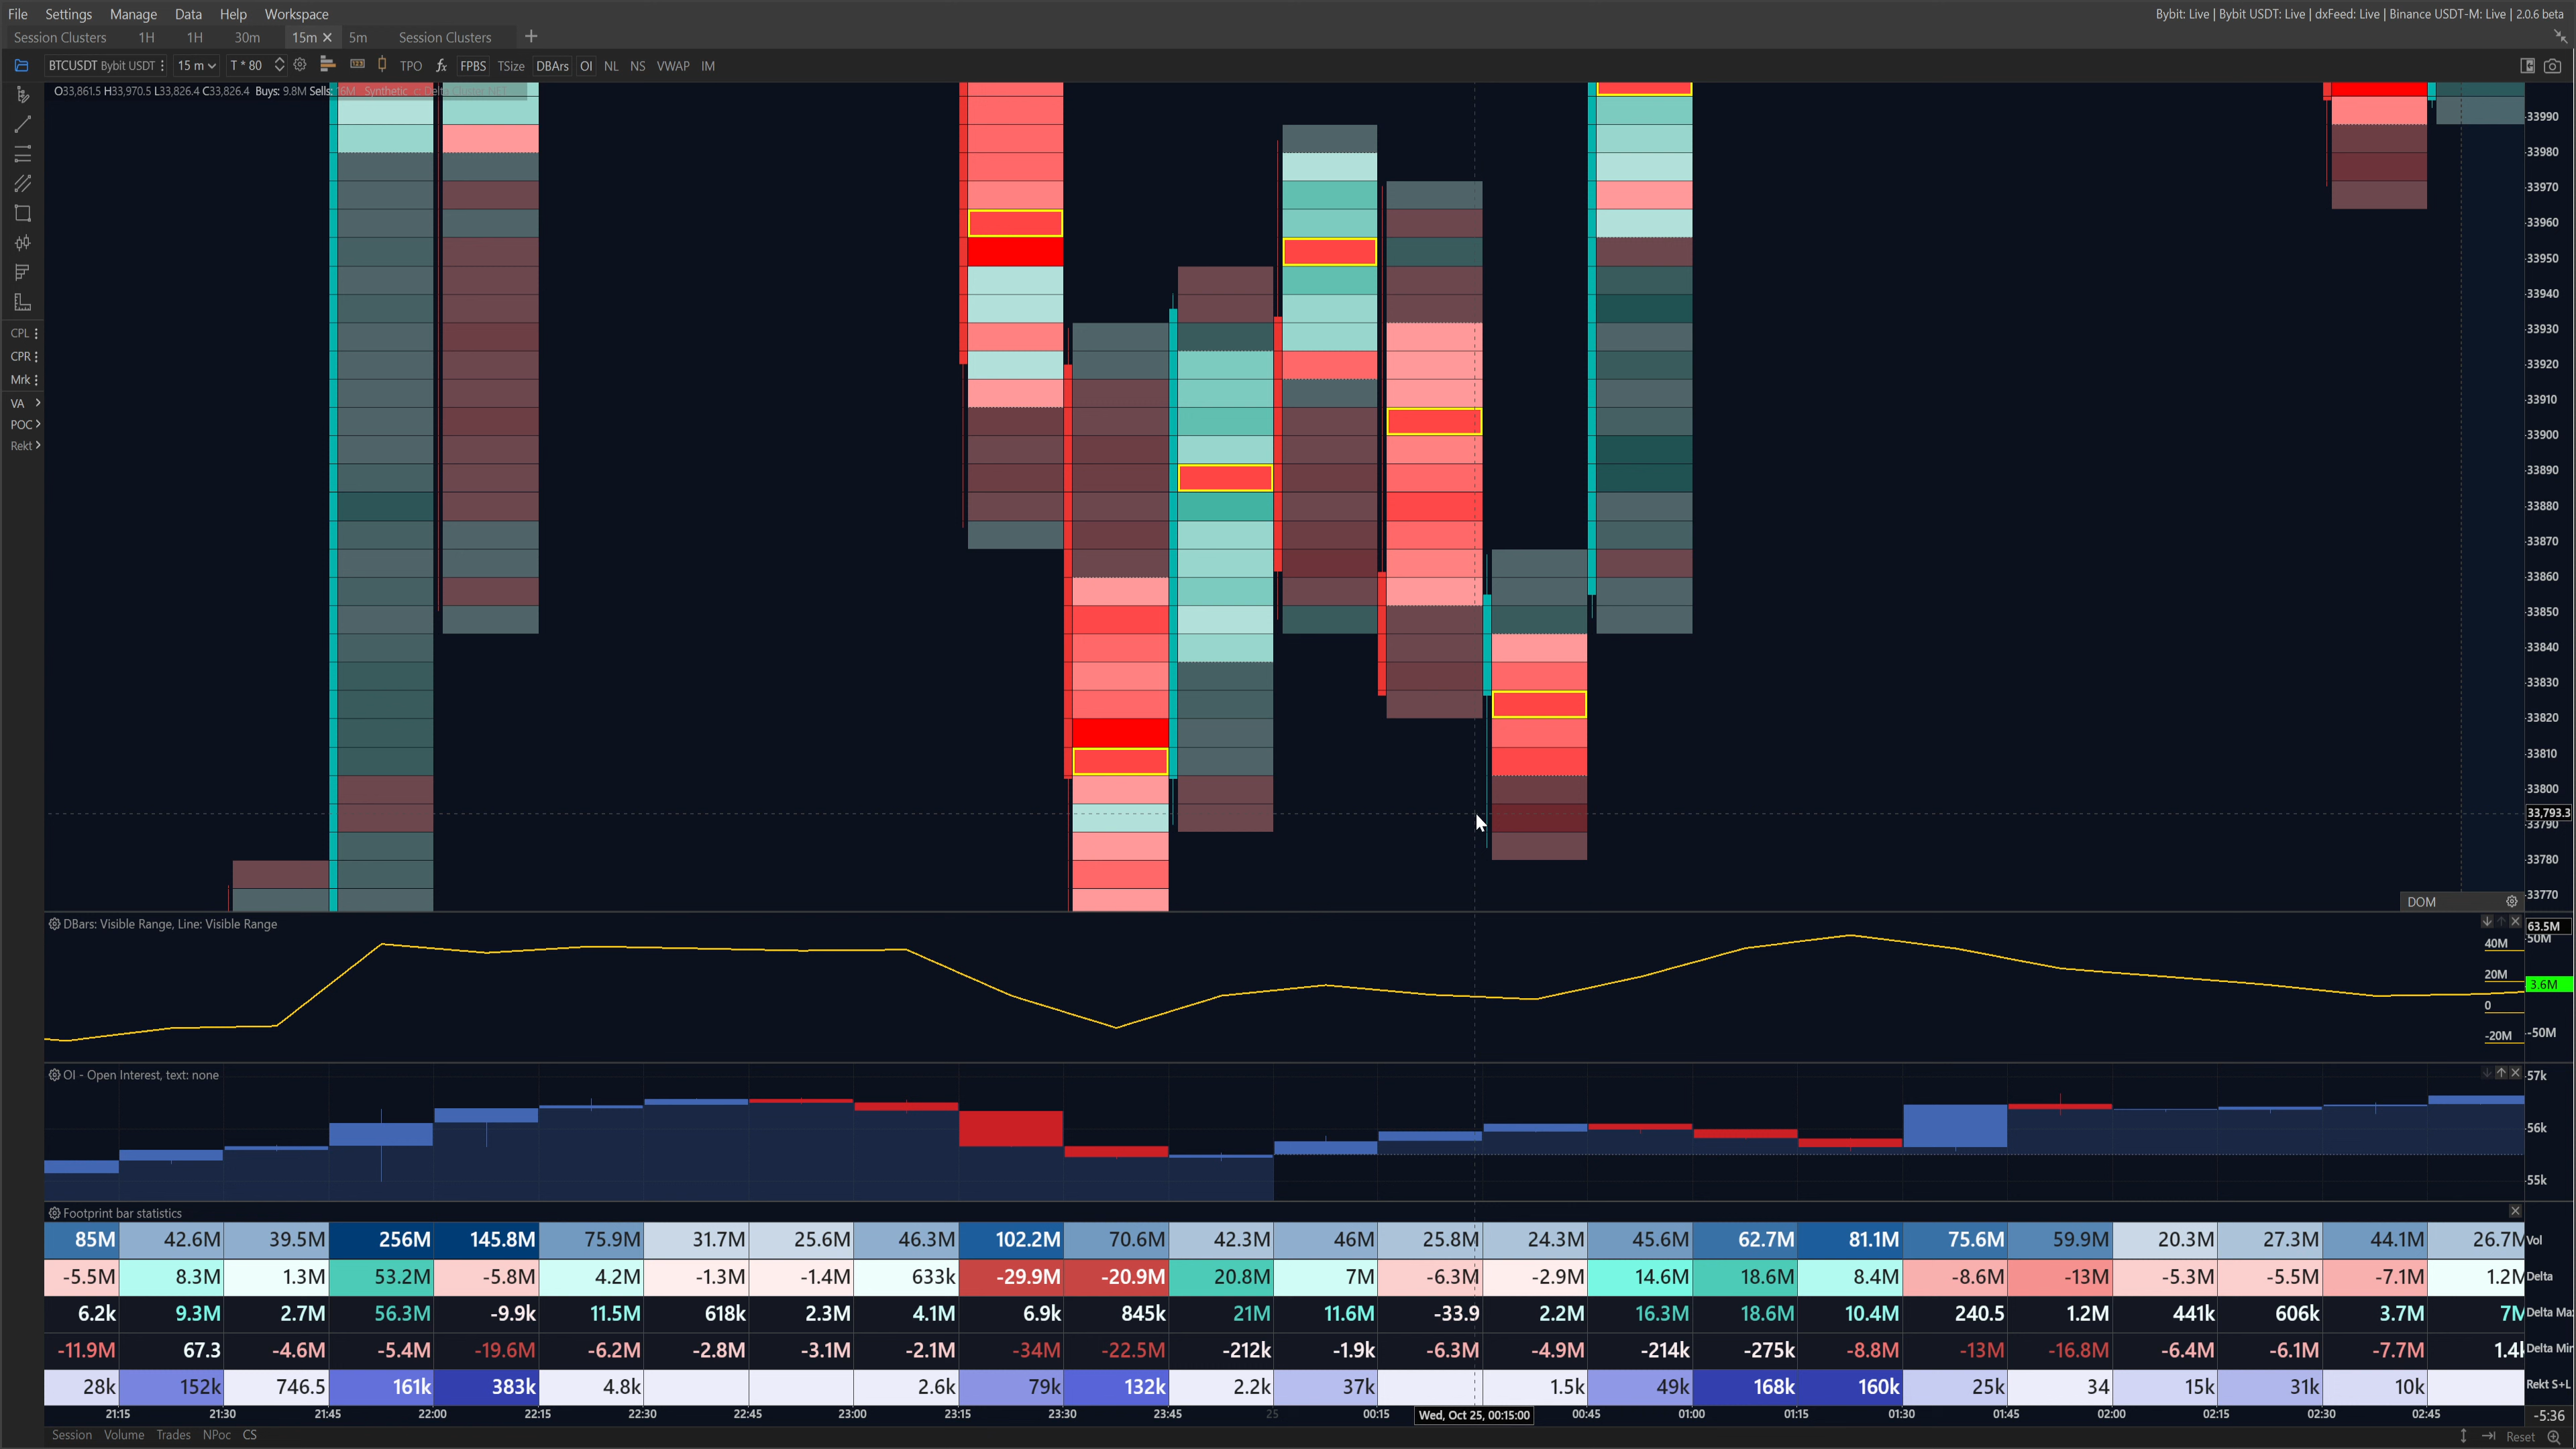 File Settings Manage Data Help Workspace
Bybit: Live | Bybit USDT: Live | dxFeed: Live | Binance USDT-M: Live | 2.0.6 beta
Session Clusters 1H 1H 30m 15m 5m Session Clusters
BTCUSDT Bybit USDT 15 m T * 80 TPO fx FPBS TSize DBArs OI NL NS VWAP IM
O33,861.5 H33,970.5 L33,826.4 C33,826.4 Buys: 9.8M Sells: 16M Synthetic c: Delta Cluster NET
CPL
CPR
Mrk
VA
POC
Rekt
33990
33980
33970
33960
33950
33940
33930
33920
33910
33900
33890
33880
33870
33860
33850
33840
33830
33820
33810
33800
33,793.3
33790
33780
33770
DOM
DBars: Visible Range, Line: Visible Range
63.5M
40M 50M
20M
3.6M
0
-20M -50M
OI - Open Interest, text: none
57k
56k
55k
Footprint bar statistics
85M 42.6M 39.5M 256M 145.8M 75.9M 31.7M 25.6M 46.3M 102.2M 70.6M 42.3M 46M 25.8M 24.3M 45.6M 62.7M 81.1M 75.6M 59.9M 20.3M 27.3M 44.1M 26.7M Vol
-5.5M 8.3M 1.3M 53.2M -5.8M 4.2M -1.3M -1.4M 633k -29.9M -20.9M 20.8M 7M -6.3M -2.9M 14.6M 18.6M 8.4M -8.6M -13M -5.3M -5.5M -7.1M 1.2M Delta
6.2k 9.3M 2.7M 56.3M -9.9k 11.5M 618k 2.3M 4.1M 6.9k 845k 21M 11.6M -33.9 2.2M 16.3M 18.6M 10.4M 240.5 1.2M 441k 606k 3.7M 7M Delta Ma
-11.9M 67.3 -4.6M -5.4M -19.6M -6.2M -2.8M -3.1M -2.1M -34M -22.5M -212k -1.9k -6.3M -4.9M -214k -275k -8.8M -13M -16.8M -6.4M -6.1M -7.7M 1.4k Delta Min
28k 152k 746.5 161k 383k 4.8k 2.6k 79k 132k 2.2k 37k 1.5k 49k 168k 160k 25k 34 15k 31k 10k Rekt S+L
21:15 21:30 21:45 22:00 22:15 22:30 22:45 23:00 23:15 23:30 23:45 25 00:15 Wed, Oct 25, 00:15:00 00:45 01:00 01:15 01:30 01:45 02:00 02:15 02:30 02:45 -5:36
Session Volume Trades NPoc CS Reset